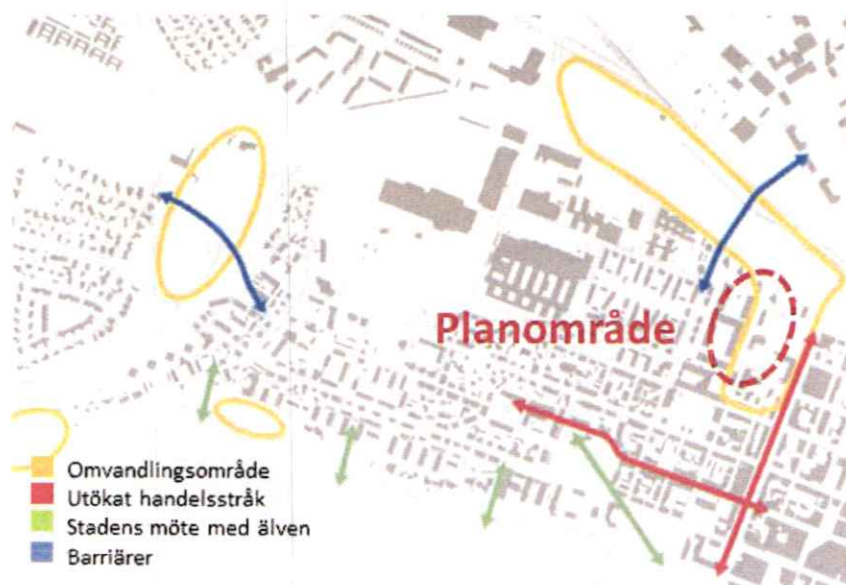 Planområde
Omvandlingsområde
Utökat handelsstråk
Stadens möte med älven
Barriärer